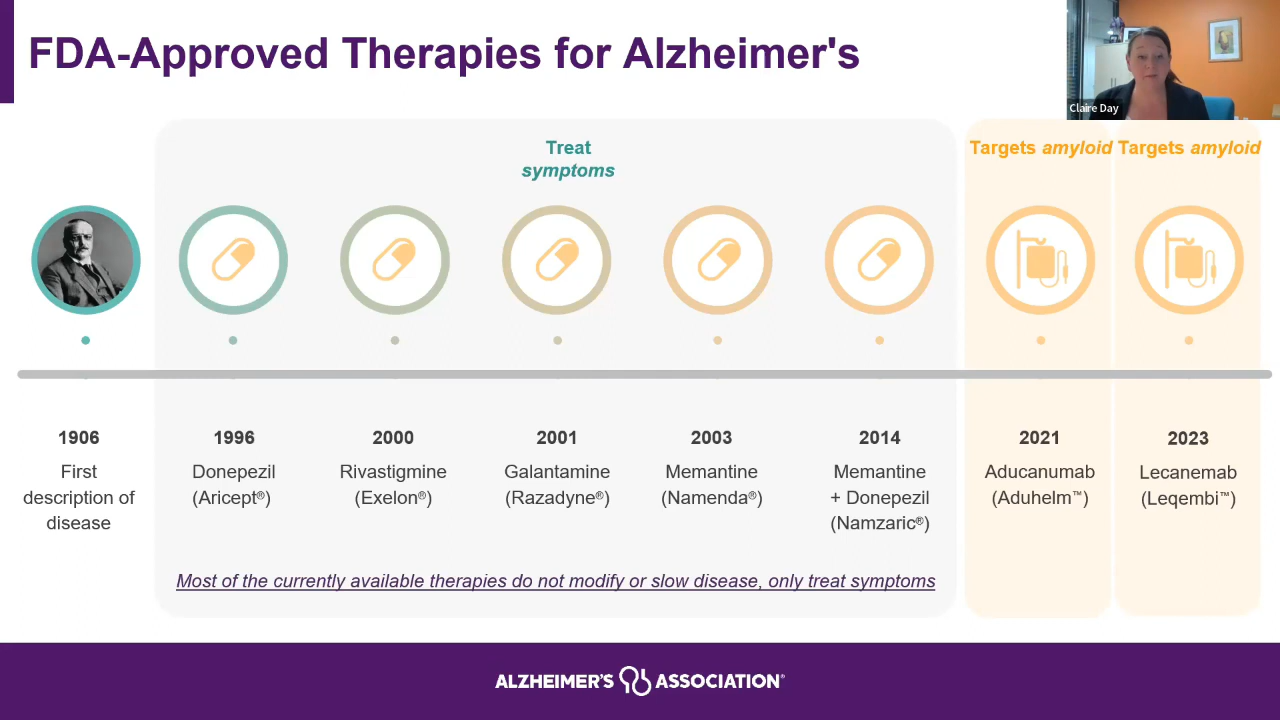 FDA-Approved Therapies for Alzheimer's
Claire Day
Treat
symptoms
Targets amyloid
Targets amyloid
1906
First
description of
disease
1996
Donepezil
(Aricept®)
2000
Rivastigmine
(Exelon®)
2001
Galantamine
(Razadyne®)
2003
Memantine
(Namenda®)
2014
Memantine
+ Donepezil
(Namzaric®)
2021
Aducanumab
(Aduhelm™)
2023
Lecanemab
(Leqembi™)
Most of the currently available therapies do not modify or slow disease, only treat symptoms
ALZHEIMER'S ASSOCIATION®